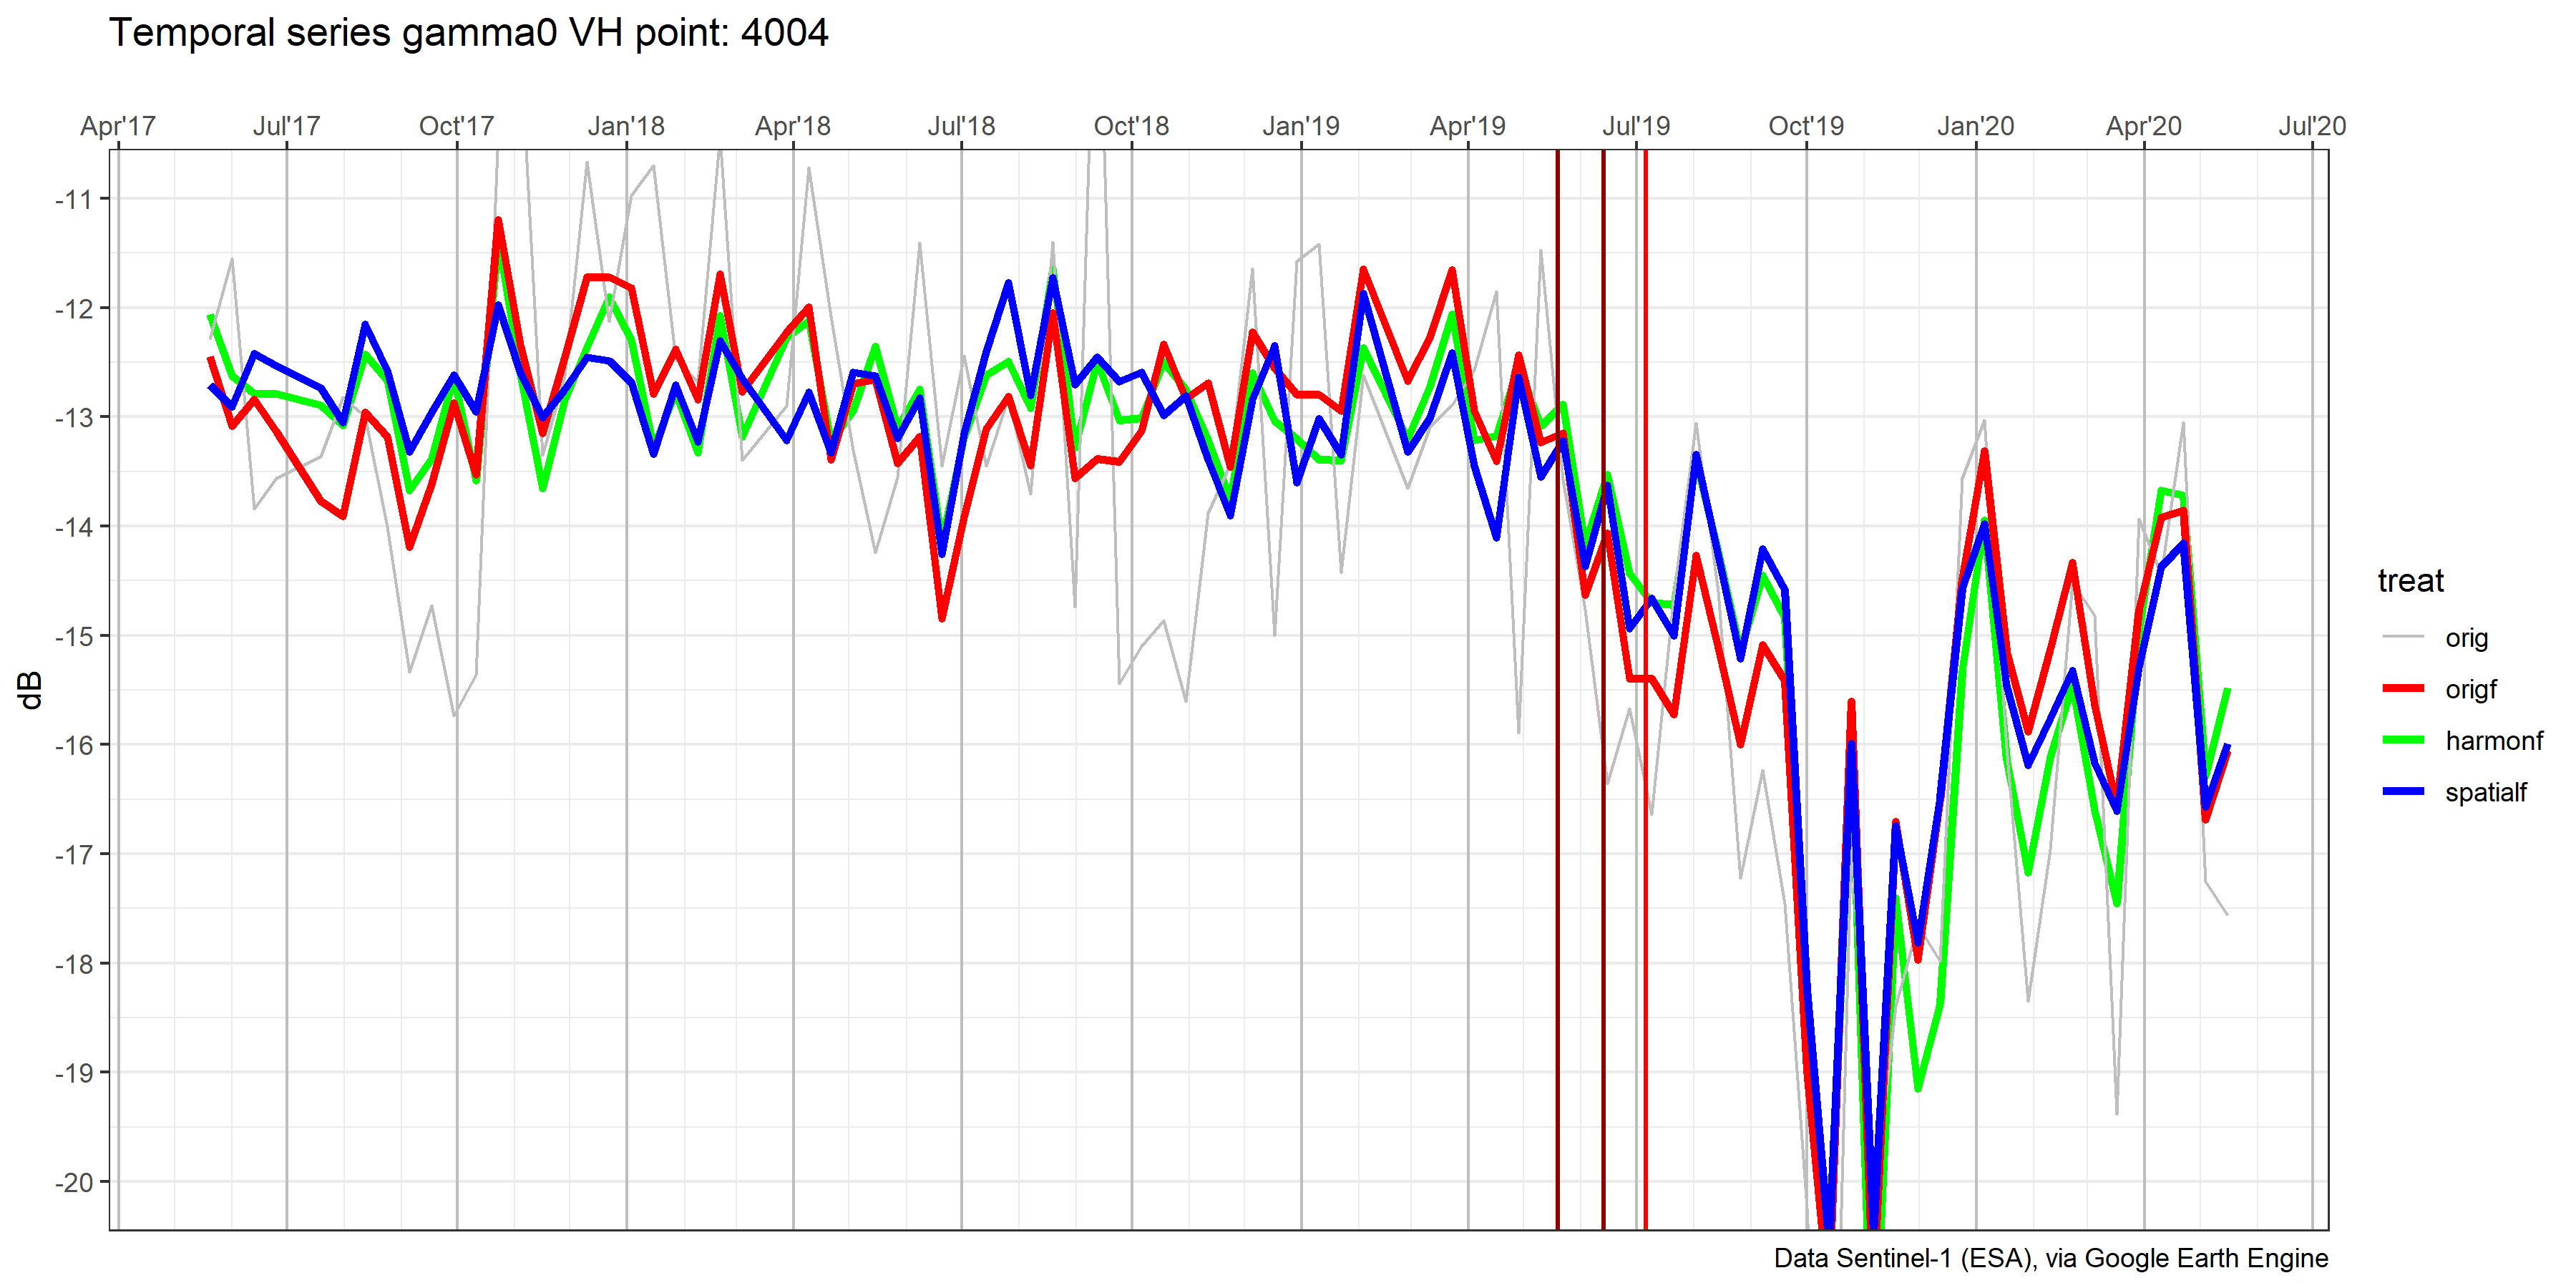 Temporal series gamma0 VH point: 4004
Apr'17 Jul'17 Oct'17 Jan'18 Apr'18 Jul'18 Oct'18 Jan'19 Apr'19 Jul'19 Oct'19 Jan'20 Apr'20 Jul'20
-11
-12
-13
-14
-15
-16
-17
-18
-19
-20
dB
treat
orig
origf
harmonf
spatialf
Data Sentinel-1 (ESA), via Google Earth Engine